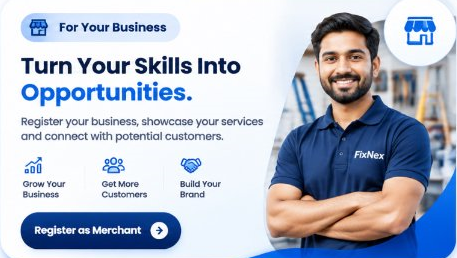 For Your Business
Turn Your Skills Into
Opportunities.
Register your business, showcase your services
and connect with potential customers.
Grow Your
Business
Get More
Customers
Build Your
Brand
Register as Merchant
FixNex